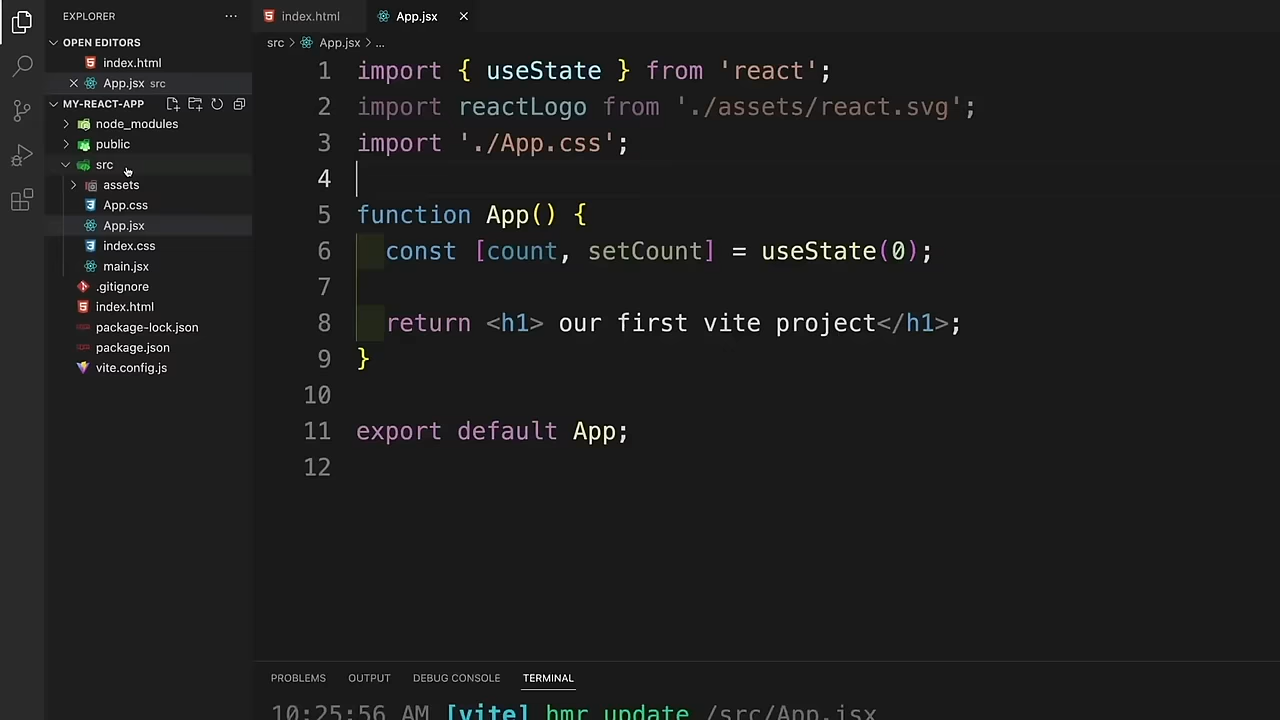 EXPLORER
index.html
App.jsx
OPEN EDITORS
index.html
App.jsx src
MY-REACT-APP
node_modules
public
src
assets
App.css
App.jsx
index.css
main.jsx
.gitignore
index.html
package-lock.json
package.json
vite.config.js
src > App.jsx > ...
1 import { useState } from 'react';
2 import reactLogo from './assets/react.svg';
3 import './App.css';
4
5 function App() {
6 const [count, setCount] = useState(0);
7
8 return <h1> our first vite project</h1>;
9 }
10
11 export default App;
12
PROBLEMS OUTPUT DEBUG CONSOLE TERMINAL
10:25:56 AM [vite] hmr update /src/App.jsx